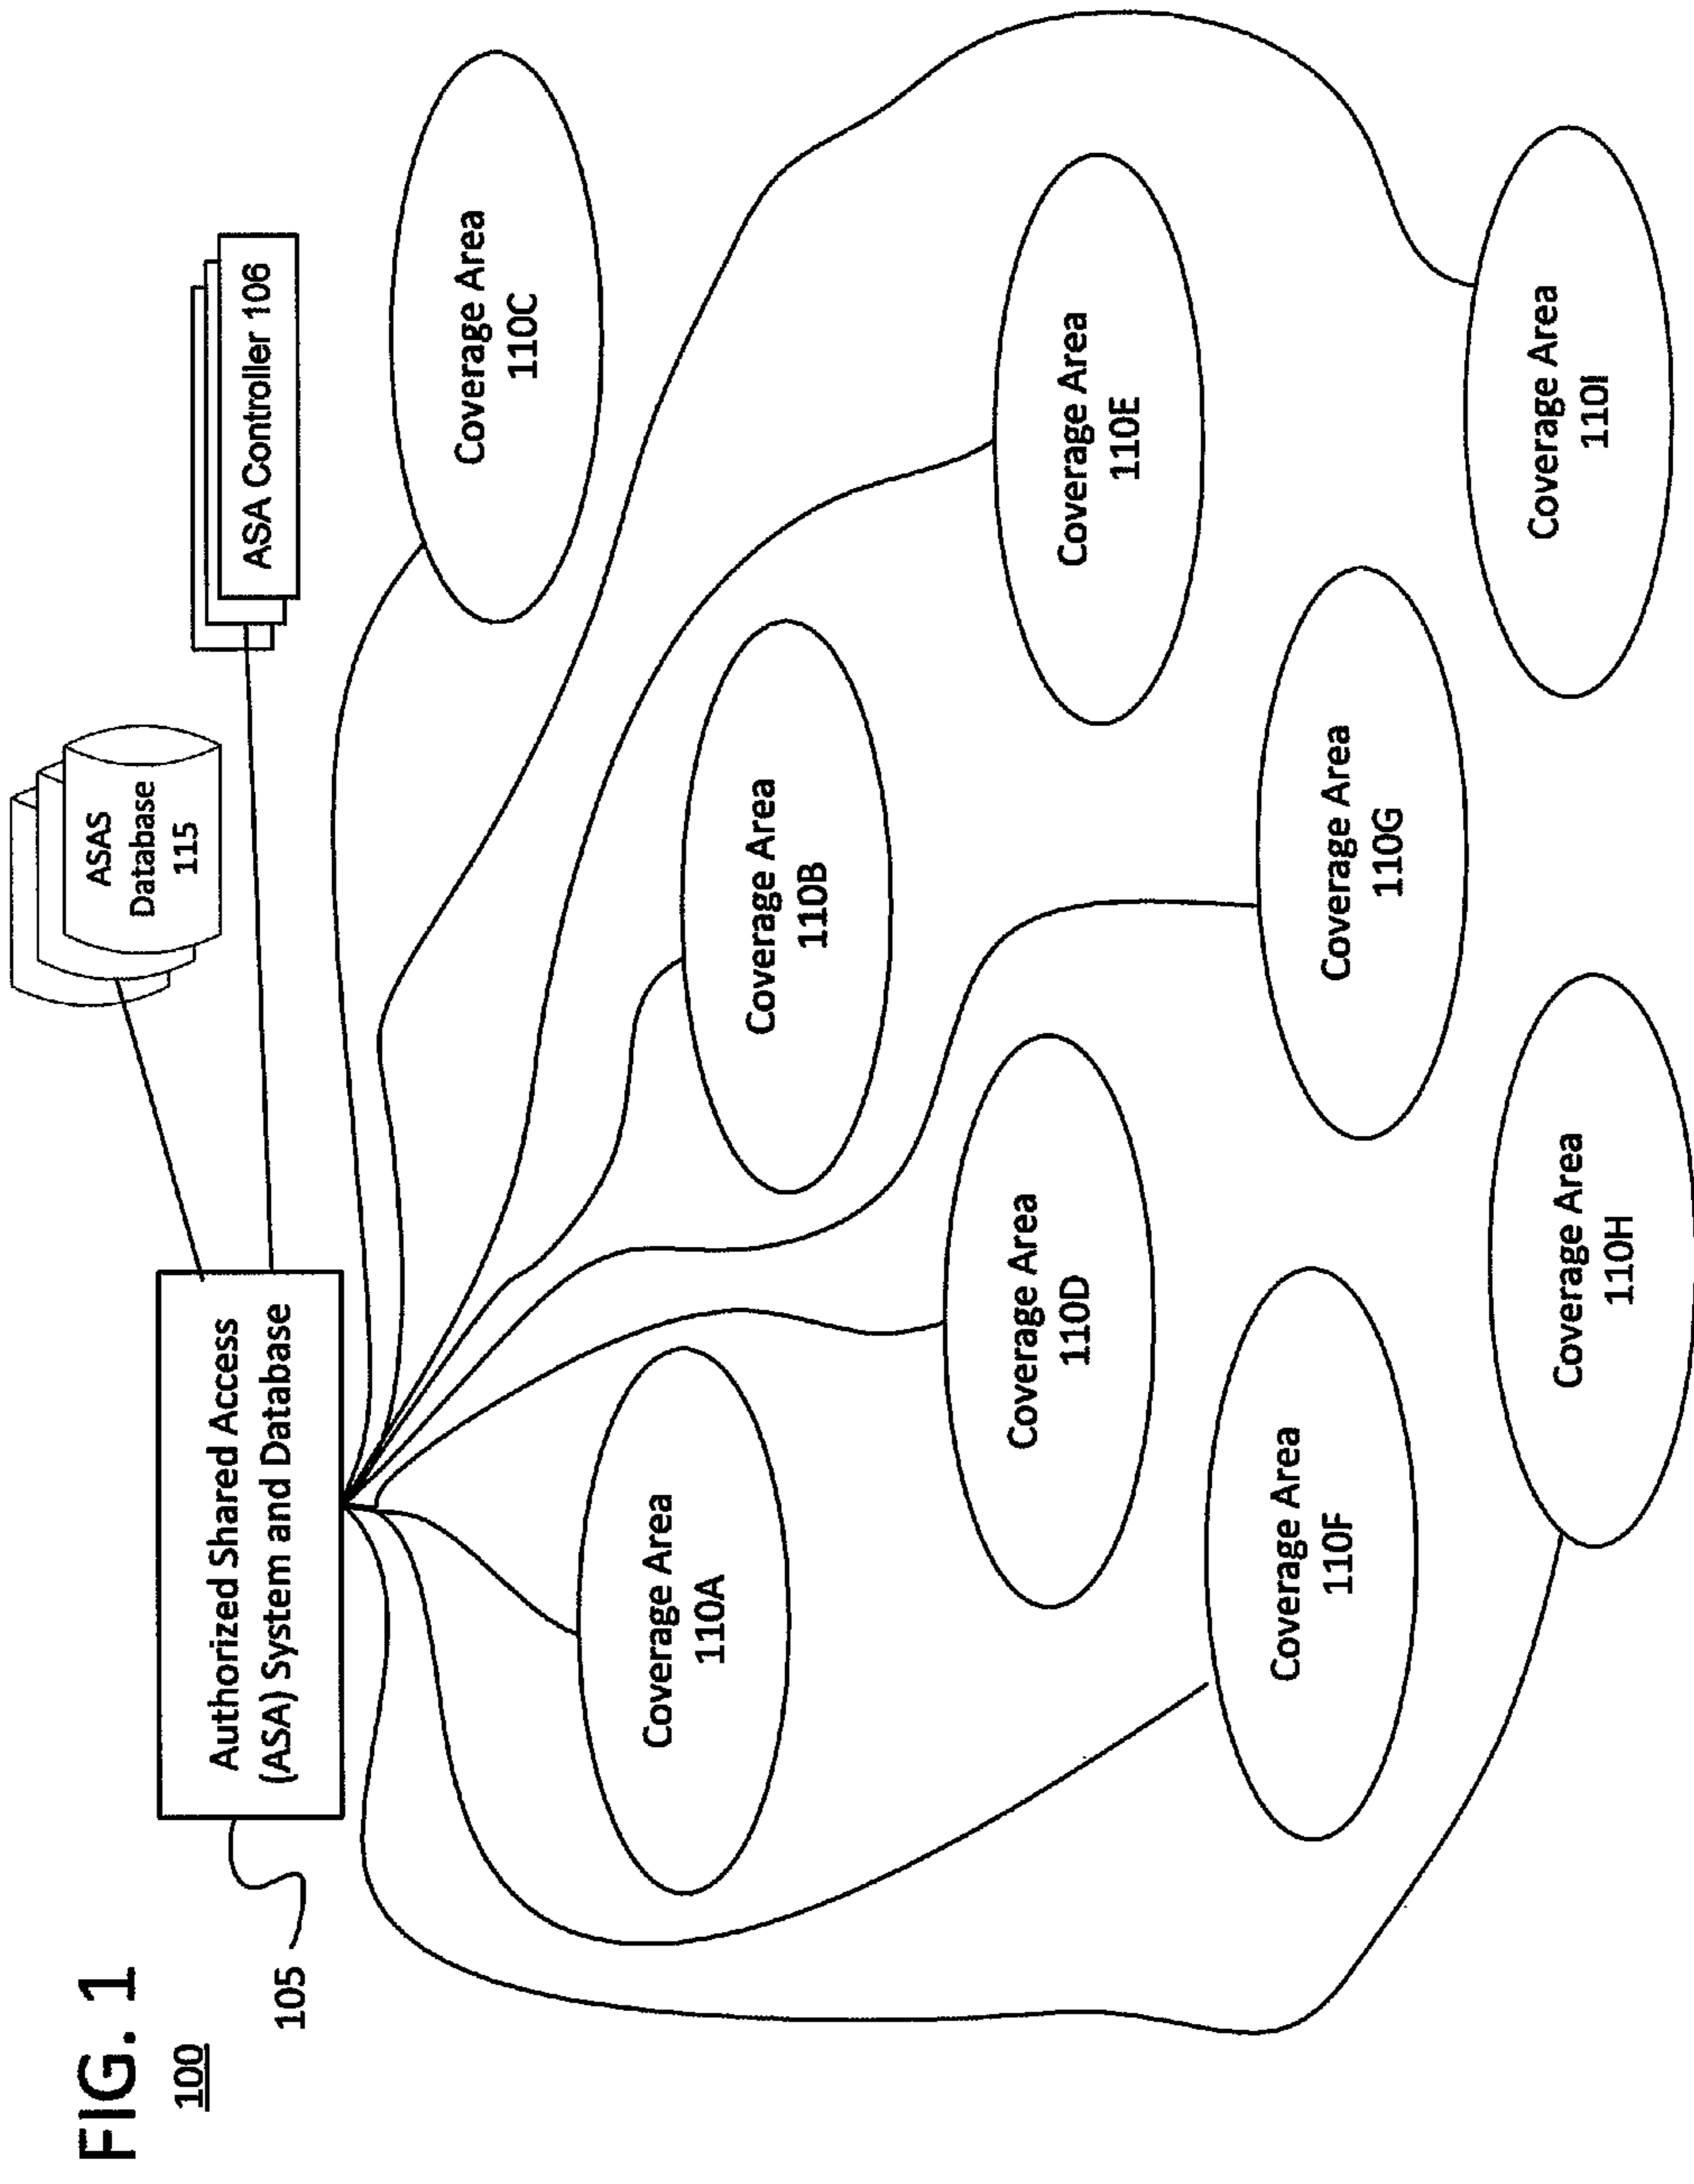 FIG. 1
100
105
Authorized Shared Access
(ASA) System and Database
ASAS
Database
115
ASA Controller 106
Coverage Area
110A
Coverage Area
110B
Coverage Area
110C
Coverage Area
110D
Coverage Area
110E
Coverage Area
110F
Coverage Area
110G
Coverage Area
110H
Coverage Area
110I